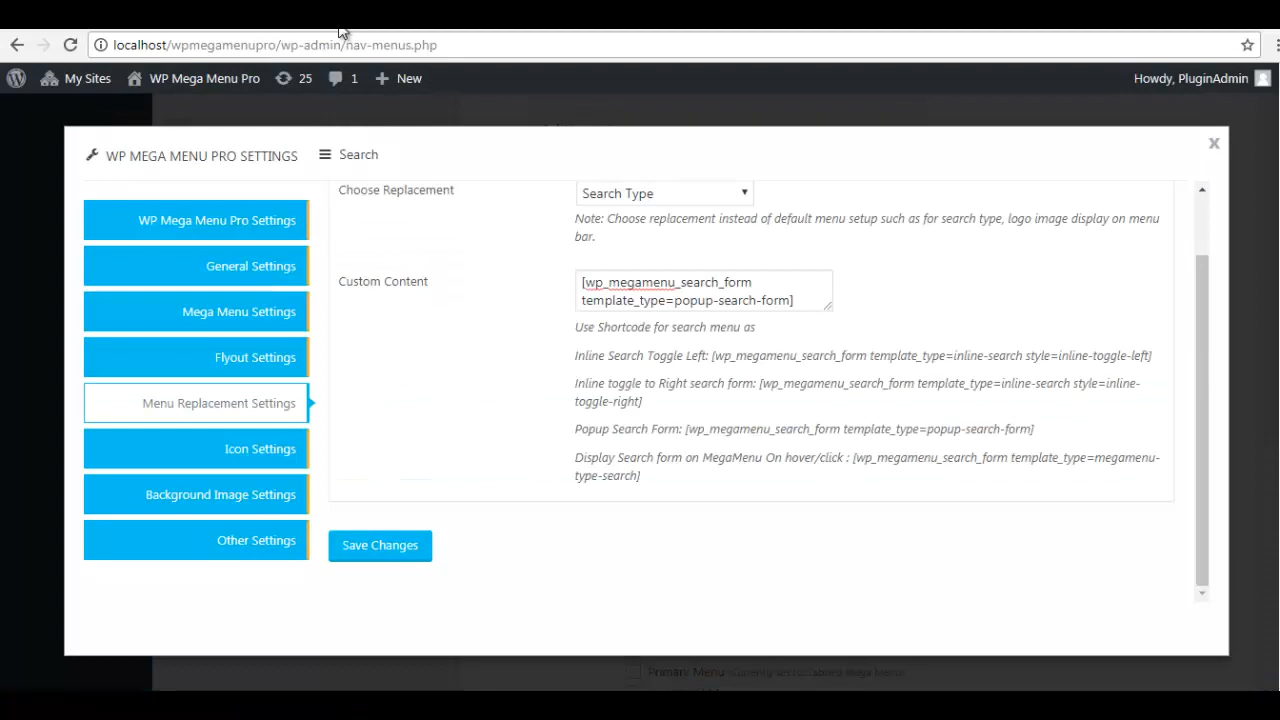 localhost/wpmegamenupro/wp-admin/nav-menus.php
My Sites WP Mega Menu Pro 25 1 New Howdy, PluginAdmin
WP MEGA MENU PRO SETTINGS Search x
WP Mega Menu Pro Settings
General Settings
Mega Menu Settings
Flyout Settings
Menu Replacement Settings
Icon Settings
Background Image Settings
Other Settings
Choose Replacement Search Type
Note: Choose replacement instead of default menu setup such as for search type, logo image display on menu
bar.
Custom Content
[wp_megamenu_search_form
template_type=popup-search-form]
Use Shortcode for search menu as
Inline Search Toggle Left: [wp_megamenu_search_form template_type=inline-search style=inline-toggle-left]
Inline toggle to Right search form: [wp_megamenu_search_form template_type=inline-search style=inline-
toggle-right]
Popup Search Form: [wp_megamenu_search_form template_type=popup-search-form]
Display Search form on MegaMenu On hover/click : [wp_megamenu_search_form template_type=megamenu-
type-search]
Save Changes
Primary Menu